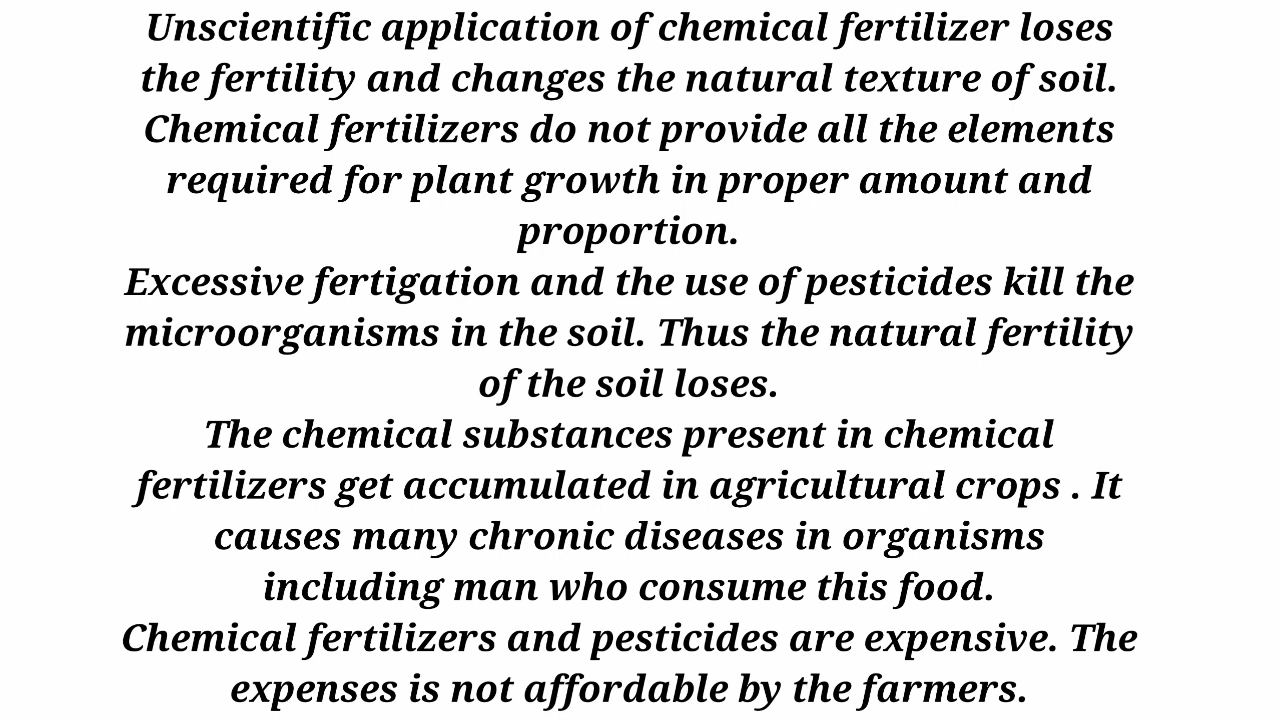 Unscientific application of chemical fertilizer loses
the fertility and changes the natural texture of soil.
Chemical fertilizers do not provide all the elements
required for plant growth in proper amount and
proportion.
Excessive fertigation and the use of pesticides kill the
microorganisms in the soil. Thus the natural fertility
of the soil loses.
The chemical substances present in chemical
fertilizers get accumulated in agricultural crops . It
causes many chronic diseases in organisms
including man who consume this food.
Chemical fertilizers and pesticides are expensive. The
expenses is not affordable by the farmers.